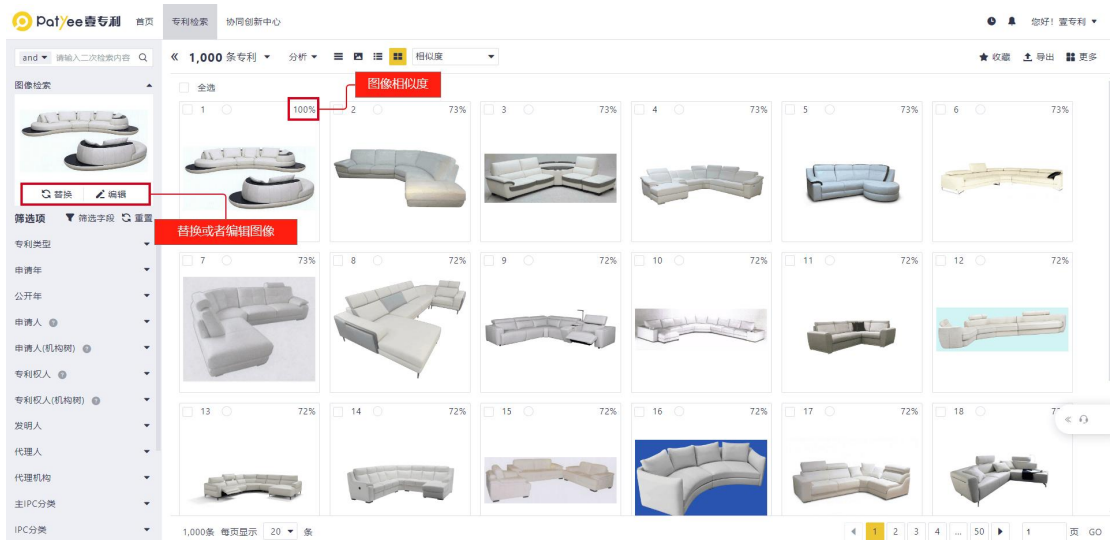 Patyee壹专利 首页 专利检索 协同创新中心 您好！壹专利
and 请输入二次检索内容
« 1,000 条专利 分析 相似度 收藏 导出 更多
图像检索
全选
图像相似度
1 100% 2 73% 3 73% 4 73% 5 73% 6 73%
替换 编辑
筛选项 筛选字段 重置
替换或者编辑图像
专利类型
申请年
公开年
申请人
申请人(机构树)
专利权人
专利权人(机构树)
发明人
代理人
代理机构
主IPC分类
IPC分类
7 73% 8 72% 9 72% 10 72% 11 72% 12 72%
13 72% 14 72% 15 72% 16 72% 17 72% 18
1,000条 每页显示 20 条 1 2 3 4 ... 50 1 页 GO